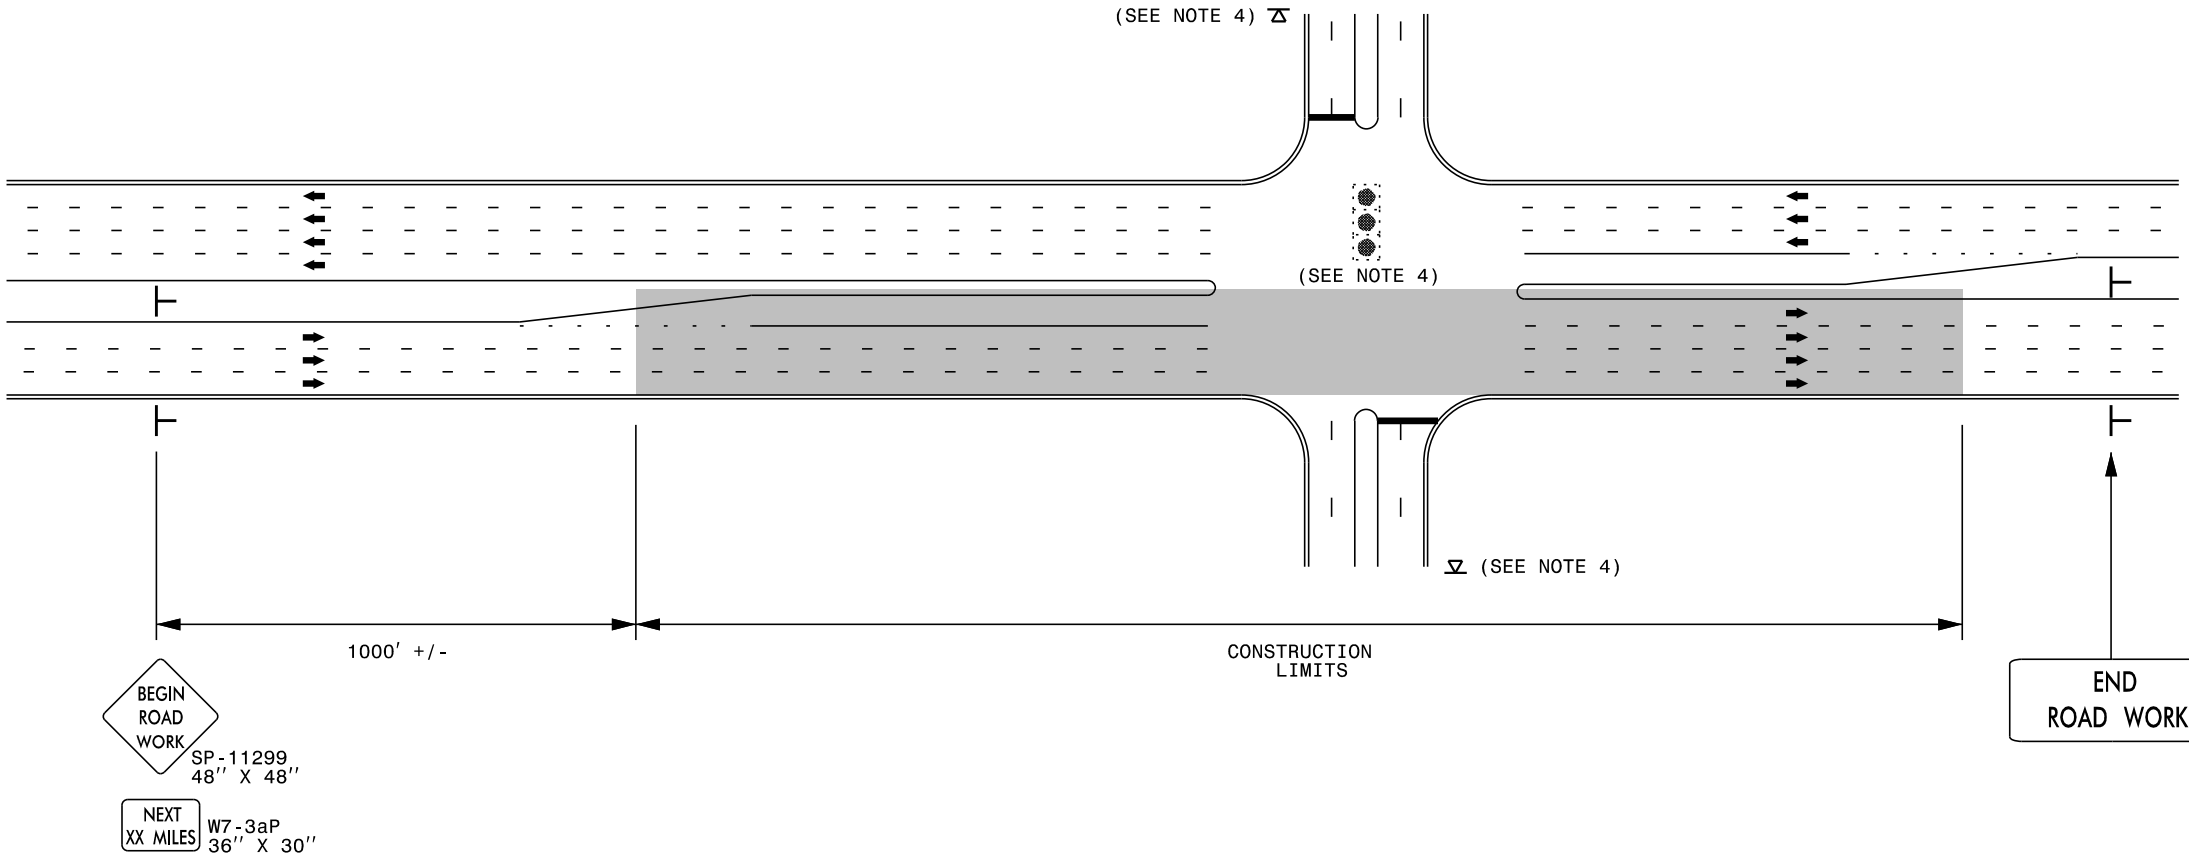 (SEE NOTE 4)
(SEE NOTE 4)
(SEE NOTE 4)
1000' +/-
CONSTRUCTION
LIMITS
BEGIN
ROAD
WORK
SP-11299
48'' X 48''
NEXT
XX MILES
W7-3aP
36'' X 30''
END
ROAD WORK